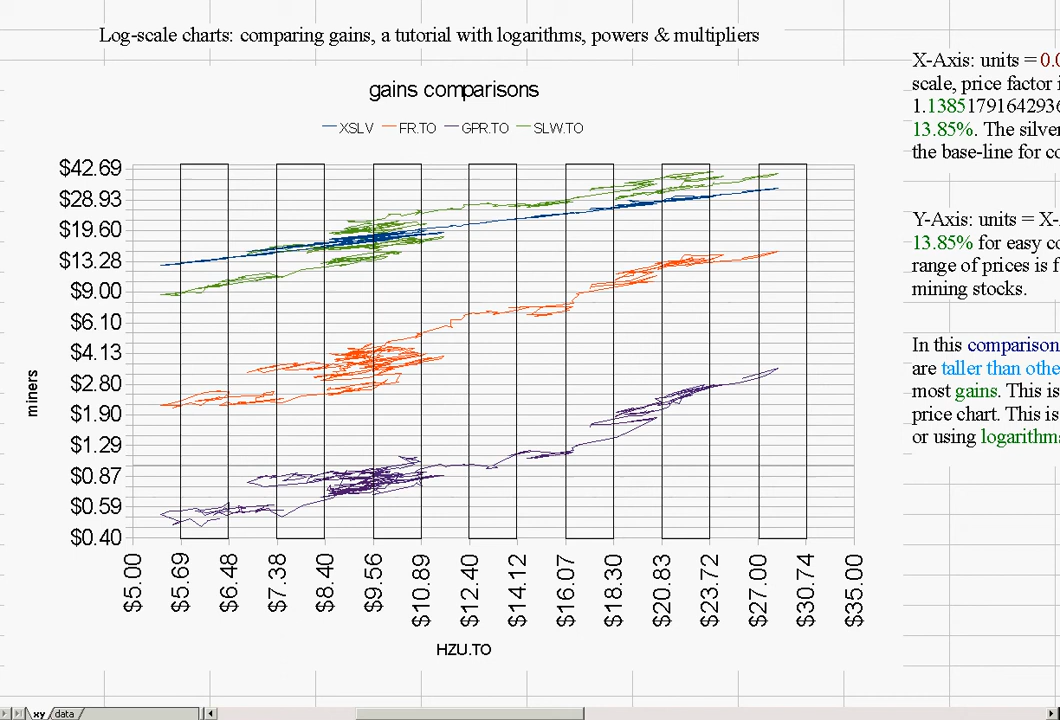 Log-scale charts: comparing gains, a tutorial with logarithms, powers & multipliers
gains comparisons
XSLV FR.TO GPR.TO SLW.TO
$42.69
$28.93
$19.60
$13.28
$9.00
$6.10
$4.13
$2.80
$1.90
$1.29
$0.87
$0.59
$0.40
miners
$5.00 $5.69 $6.48 $7.38 $8.40 $9.56 $10.89 $12.40 $14.12 $16.07 $18.30 $20.83 $23.72 $27.00 $30.74 $35.00
HZU.TO
X-Axis: units = 0.0
scale, price factor i
1.13851791642936
13.85%. The silver
the base-line for co
Y-Axis: units = X-
13.85% for easy co
range of prices is f
mining stocks.
In this comparison
are taller than othe
most gains. This is
price chart. This is
or using logarithm
xy data